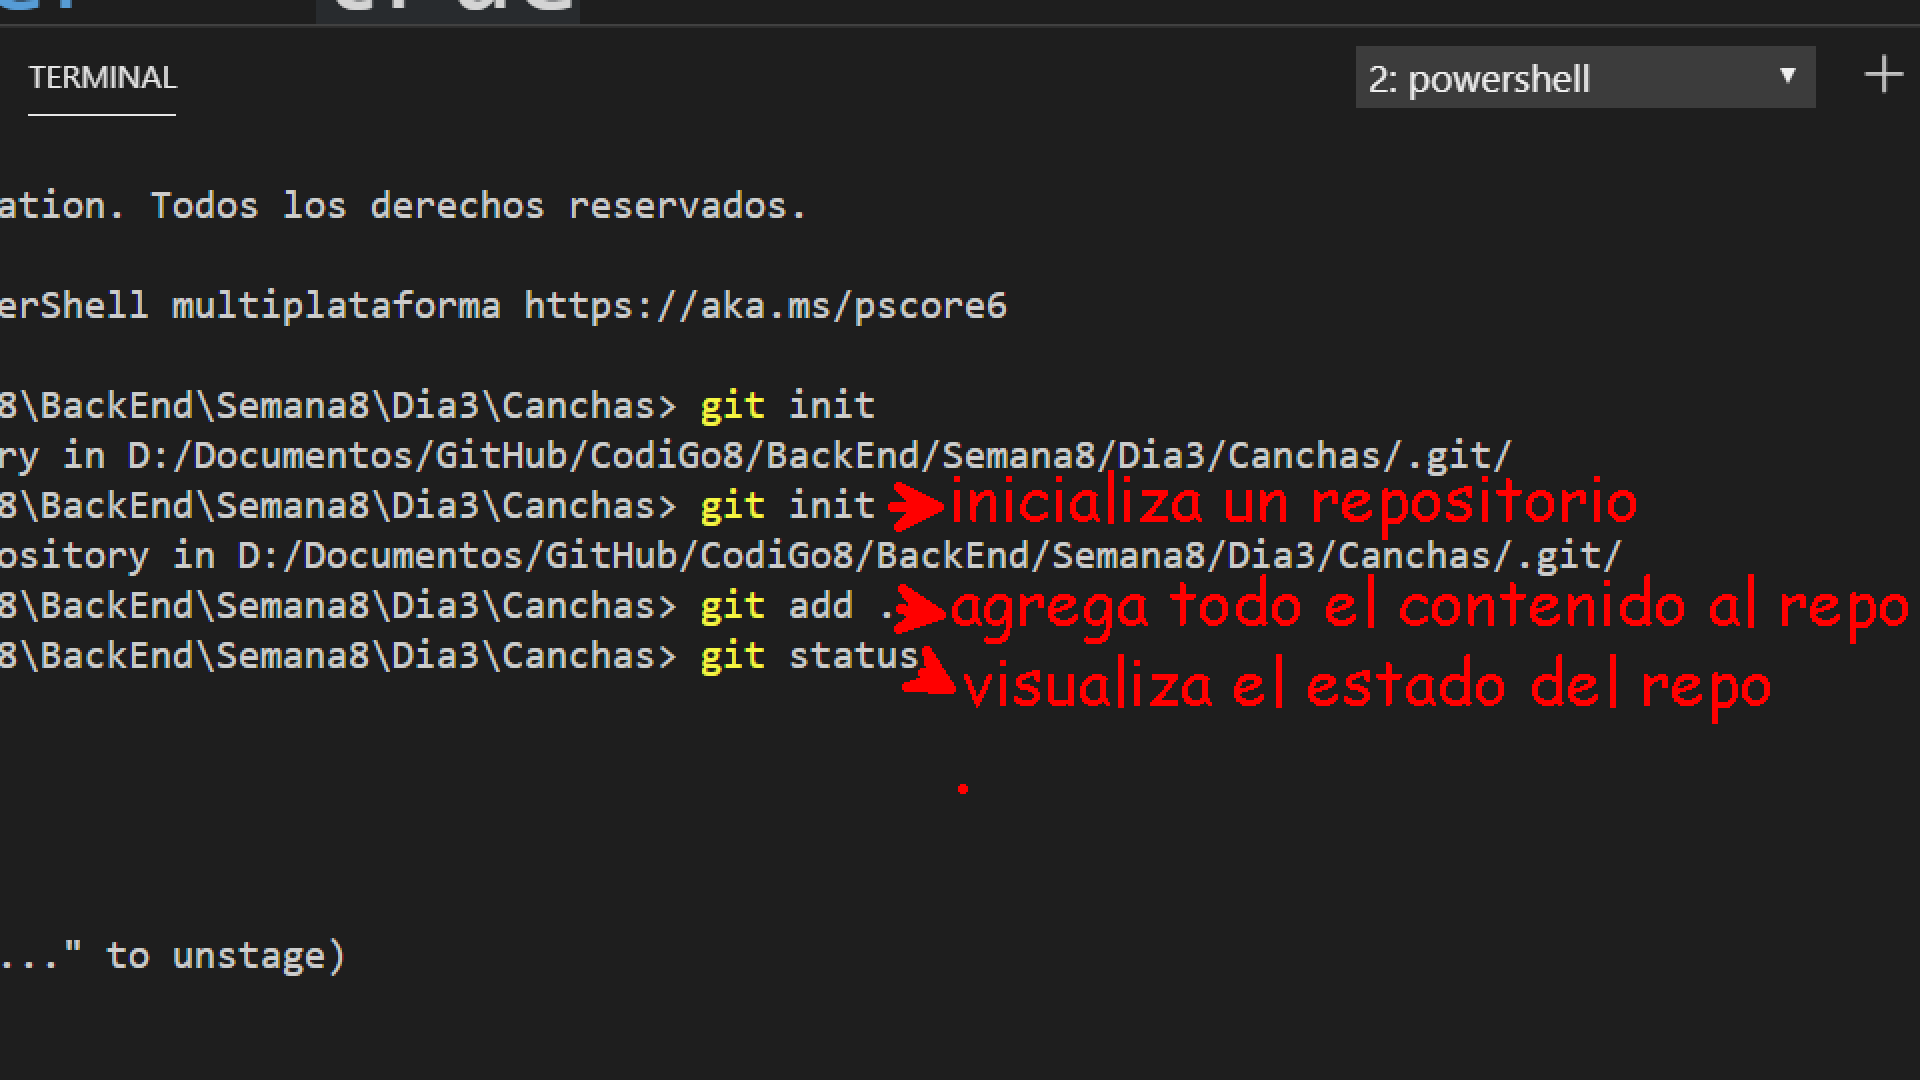 TERMINAL
2: powershell
ation. Todos los derechos reservados.
erShell multiplataforma https://aka.ms/pscore6
8\BackEnd\Semana8\Dia3\Canchas> git init
ry in D:/Documentos/GitHub/CodiGo8/BackEnd/Semana8/Dia3/Canchas/.git/
8\BackEnd\Semana8\Dia3\Canchas> git init inicializa un repositorio
ository in D:/Documentos/GitHub/CodiGo8/BackEnd/Semana8/Dia3/Canchas/.git/
8\BackEnd\Semana8\Dia3\Canchas> git add . agrega todo el contenido al repo
8\BackEnd\Semana8\Dia3\Canchas> git status
visualiza el estado del repo
..." to unstage)